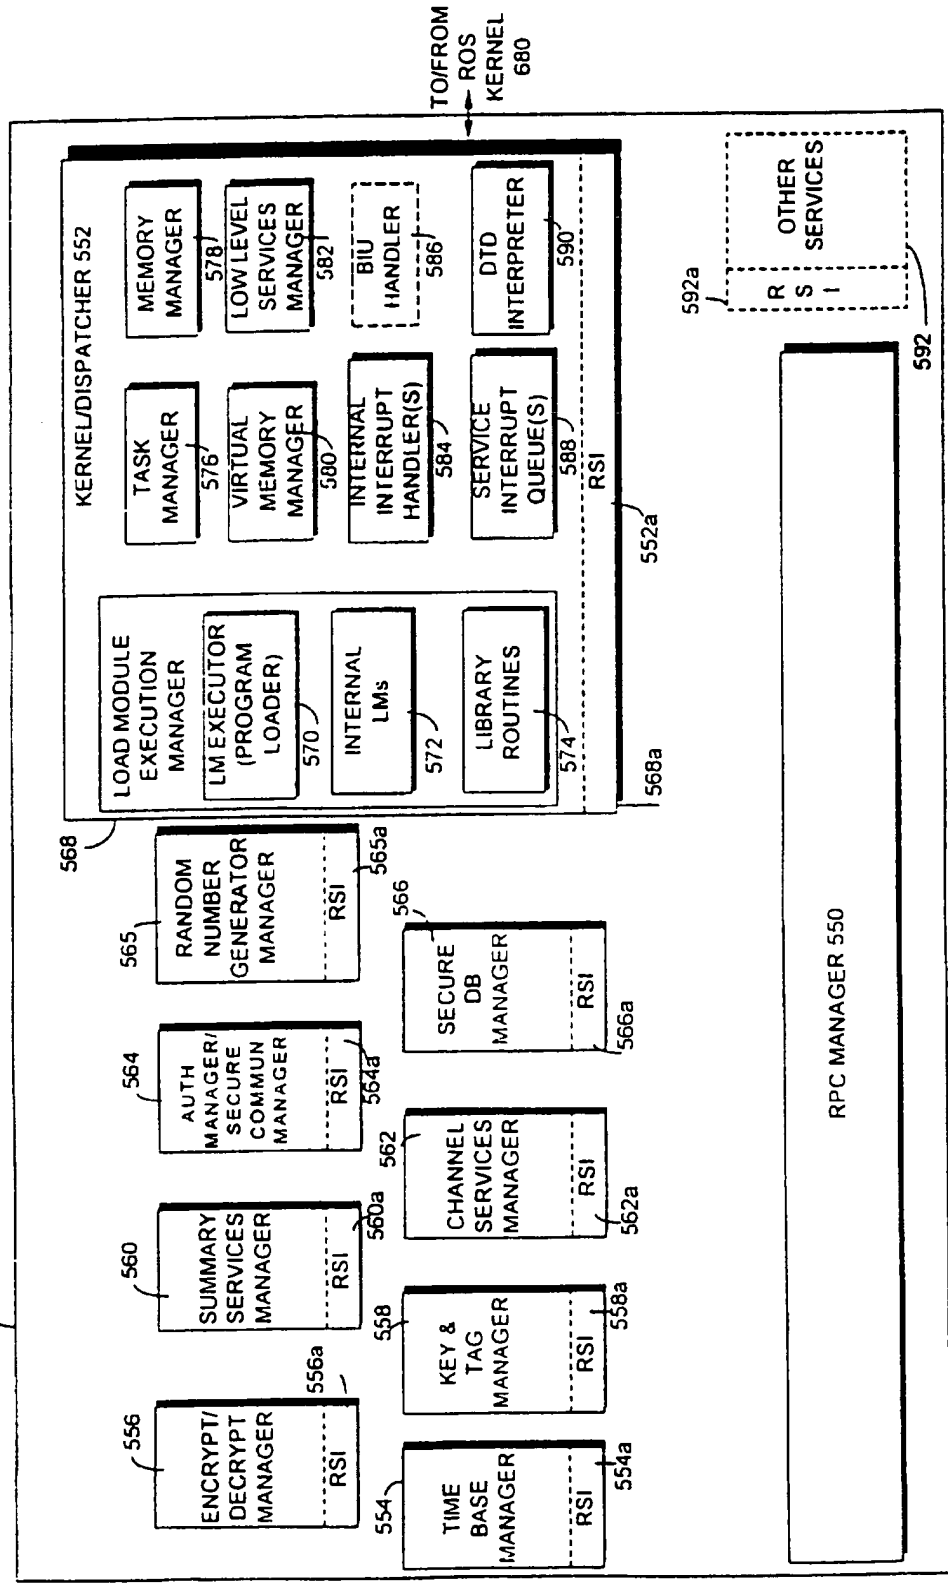 TO/FROM
ROS
KERNEL
680
KERNEL/DISPATCHER 552
LOAD MODULE
EXECUTION
MANAGER
LM EXECUTOR
(PROGRAM
LOADER)
570
INTERNAL
LMs
572
LIBRARY
ROUTINES
574
TASK
MANAGER
576
MEMORY
MANAGER
578
VIRTUAL
MEMORY
MANAGER
580
LOW LEVEL
SERVICES
MANAGER
582
INTERNAL
INTERRUPT
HANDLER(S)
584
BIU
HANDLER
586
SERVICE
INTERRUPT
QUEUE(S)
588
DTD
INTERPRETER
590
RSI
552a
568
568a
556
ENCRYPT/
DECRYPT
MANAGER
RSI
556a
560
SUMMARY
SERVICES
MANAGER
RSI
560a
564
AUTH
MANAGER/
SECURE
COMMUN
MANAGER
RSI
564a
565
RANDOM
NUMBER
GENERATOR
MANAGER
RSI
565a
554
TIME
BASE
MANAGER
RSI
554a
558
KEY &
TAG
MANAGER
RSI
558a
562
CHANNEL
SERVICES
MANAGER
RSI
562a
566
SECURE
DB
MANAGER
RSI
566a
RPC MANAGER 550
592a
R
S
I
OTHER
SERVICES
592